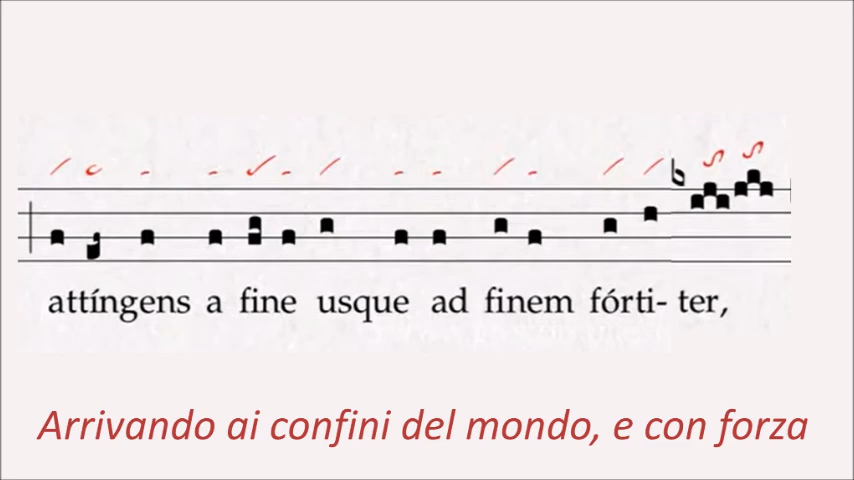 attíngens a fine usque ad finem fórti- ter,
Arrivando ai confini del mondo, e con forza